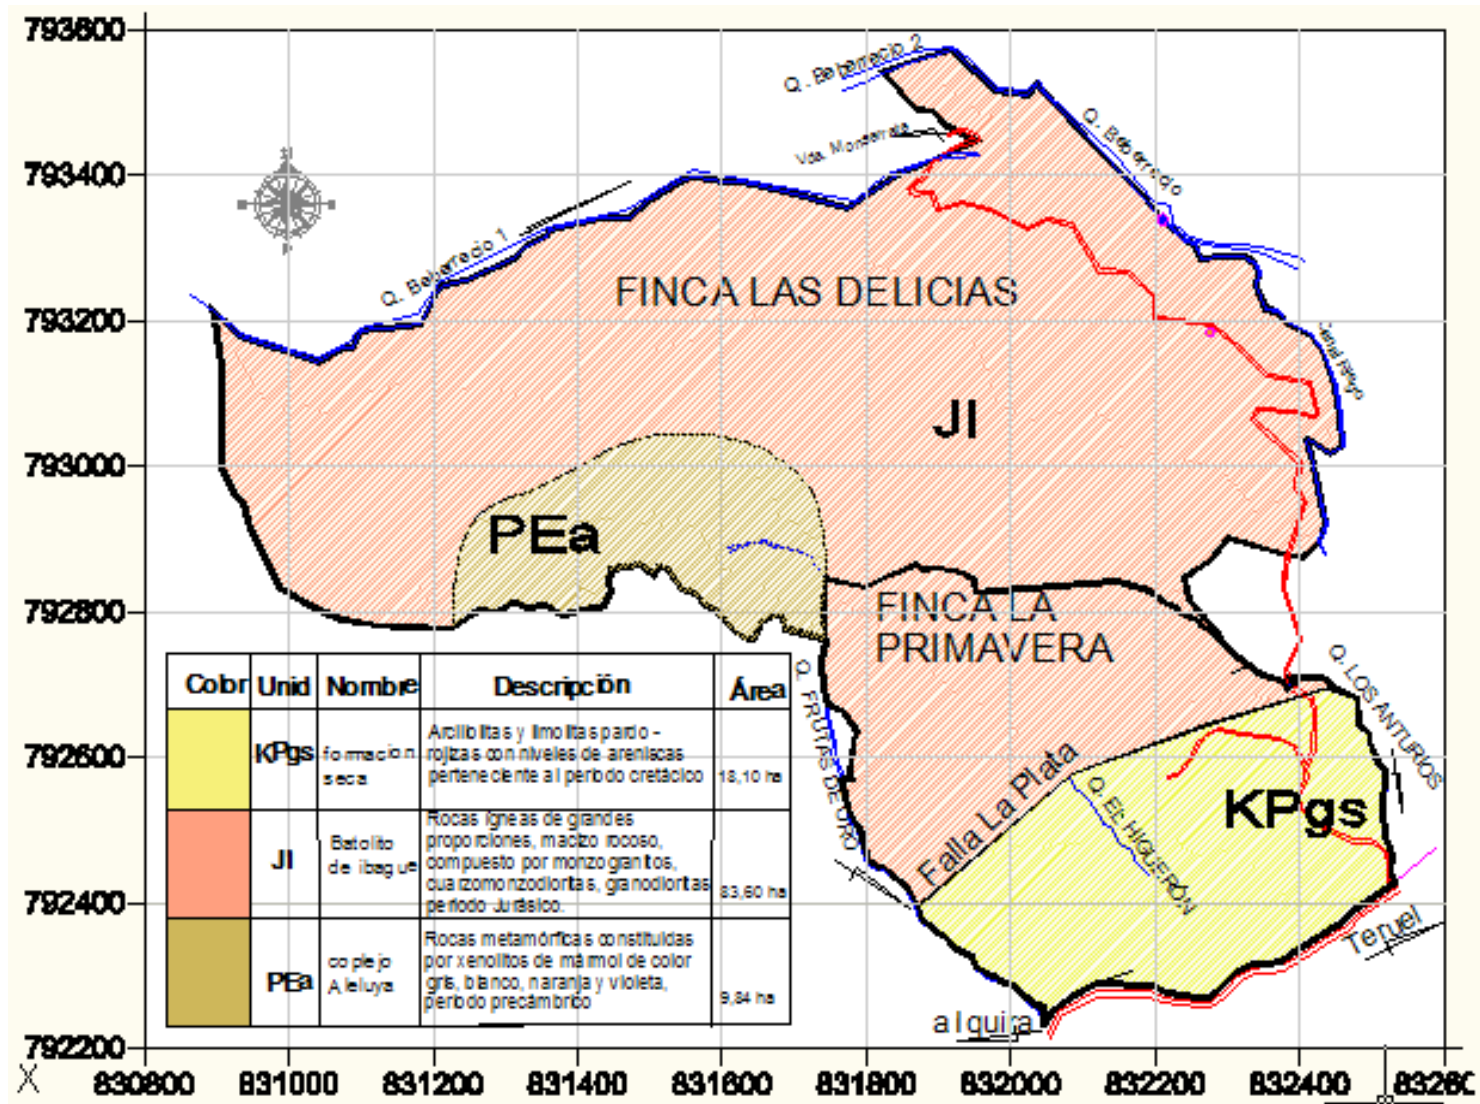 793600
Q. Beberrecio 2
Q. Beberrecio
Vda. Monserrate
793400
Q. Beberrecio 1
FINCA LAS DELICIAS
793200
JI
793000
PEa
792800
FINCA LA
PRIMAVERA
Q. LOS ANTURIOS
Q. FRUTAS DE ORO
Color Unid Nombre Descripción Área
KPgs formacion seca Arcillolitas y limolitas pardo -
rojizas con niveles de areniscas
perteneciente al período cretácico 18,10 ha
JI Batolito de ibague Rocas ígneas de grandes
proporciones, macizo rocoso,
compuesto por monzogranitos,
cuarzomonzodioritas, granodioritas
período Jurásico. 83,60 ha
PEa coplejo Aleluya Rocas metamórficas constituidas
por xenolitos de mármol de color
gris, blanco, naranja y violeta,
período precámbrico 9,84 ha
792600
Falla La Plata
Q. EL HIGUERÓN
KPgs
792400
Teruel
alquira
792200
X 830800 831000 831200 831400 831600 831800 832000 832200 832400 83260